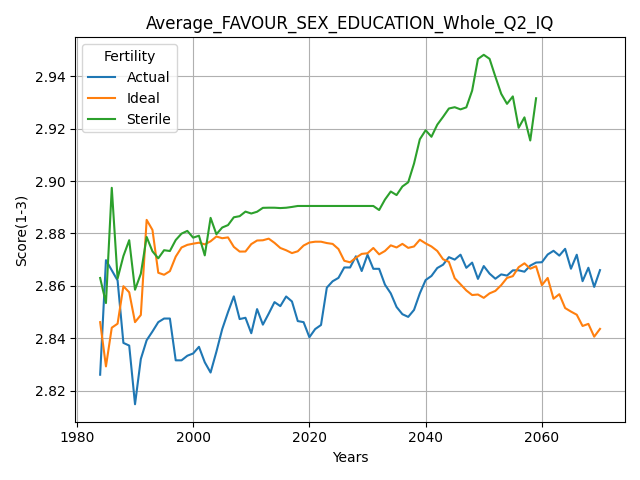 Average_FAVOUR_SEX_EDUCATION_Whole_Q2_IQ
Fertility
Actual
Ideal
Sterile
Score(1-3)
2.94
2.92
2.90
2.88
2.86
2.84
2.82
1980
2000
2020
2040
2060
Years